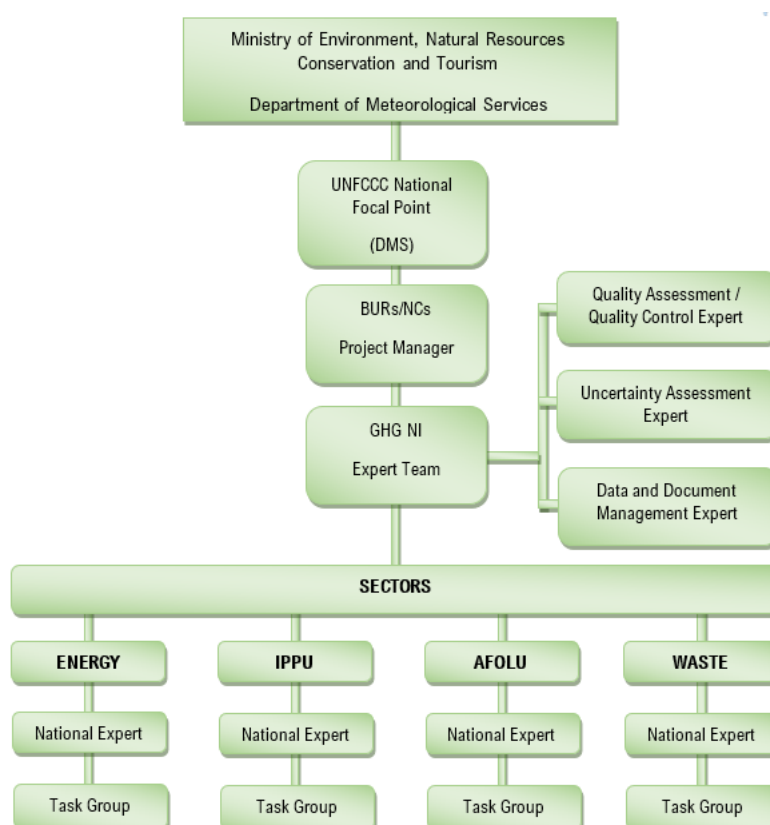 Ministry of Environment, Natural Resources
Conservation and Tourism
Department of Meteorological Services
UNFCCC National
Focal Point
(DMS)
BURs/NCs
Project Manager
GHG NI
Expert Team
Quality Assessment /
Quality Control Expert
Uncertainty Assessment
Expert
Data and Document
Management Expert
SECTORS
ENERGY
IPPU
AFOLU
WASTE
National Expert
National Expert
National Expert
National Expert
Task Group
Task Group
Task Group
Task Group